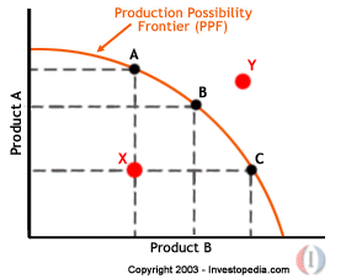 Production Possibility
Frontier (PPF)
A
Y
B
X
C
Product A
Product B
Copyright 2003 - Investopedia.com
I